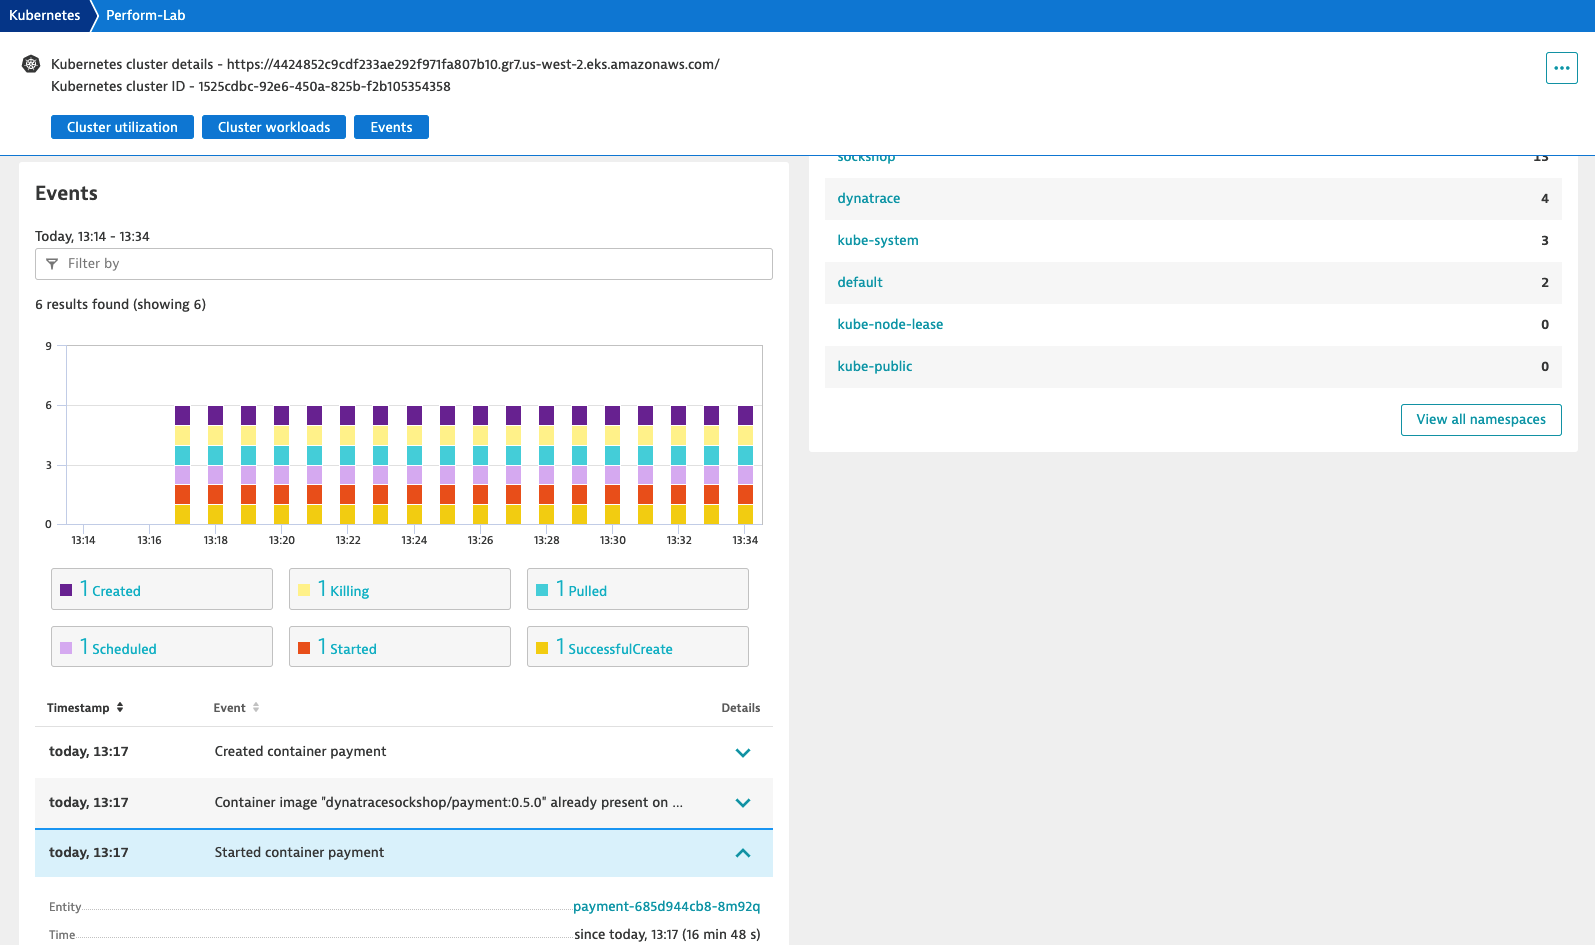 Kubernetes
Perform-Lab
Kubernetes cluster details - https://4424852c9cdf233ae292f971fa807b10.gr7.us-west-2.eks.amazonaws.com/
Kubernetes cluster ID - 1525cdbc-92e6-450a-825b-f2b105354358
Cluster utilization
Cluster workloads
Events
Events
Today, 13:14 - 13:34
Filter by
6 results found (showing 6)
9
6
3
0
13:14
13:16
13:18
13:20
13:22
13:24
13:26
13:28
13:30
13:32
13:34
1 Created
1 Killing
1 Pulled
1 Scheduled
1 Started
1 SuccessfulCreate
Timestamp
Event
Details
today, 13:17
Created container payment
today, 13:17
Container image "dynatracesockshop/payment:0.5.0" already present on ...
today, 13:17
Started container payment
Entity
payment-685d944cb8-8m92q
Time
since today, 13:17 (16 min 48 s)
sockshop
13
dynatrace
4
kube-system
3
default
2
kube-node-lease
0
kube-public
0
View all namespaces